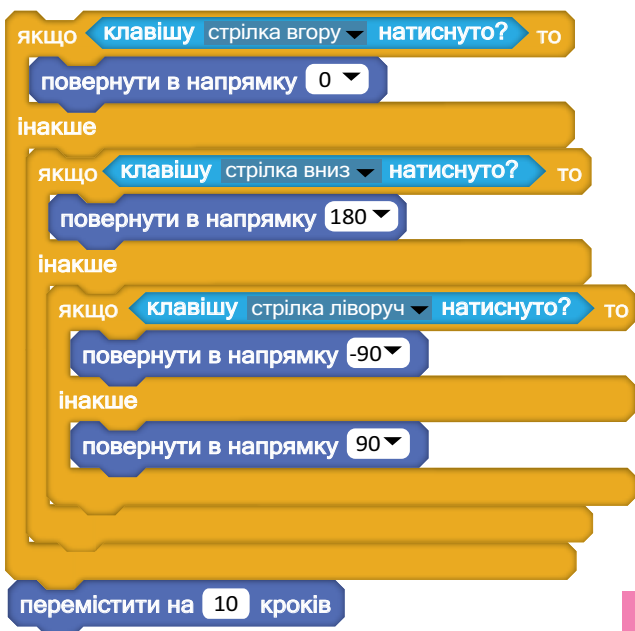 якщо клавішу стрілка вгору натиснуто? то
повернути в напрямку 0
інакше
якщо клавішу стрілка вниз натиснуто? то
повернути в напрямку 180
інакше
якщо клавішу стрілка ліворуч натиснуто? то
повернути в напрямку -90
інакше
повернути в напрямку 90
перемістити на 10 кроків